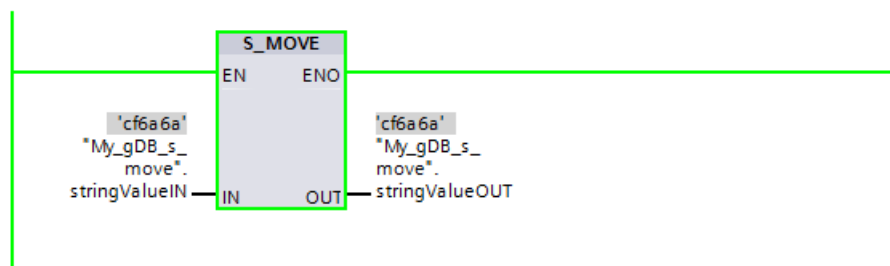 S_MOVE
EN ENO
'cf6a6a' 'cf6a6a'
"My_gDB_s_ "My_gDB_s_
move". move".
stringValueIN IN OUT stringValueOUT